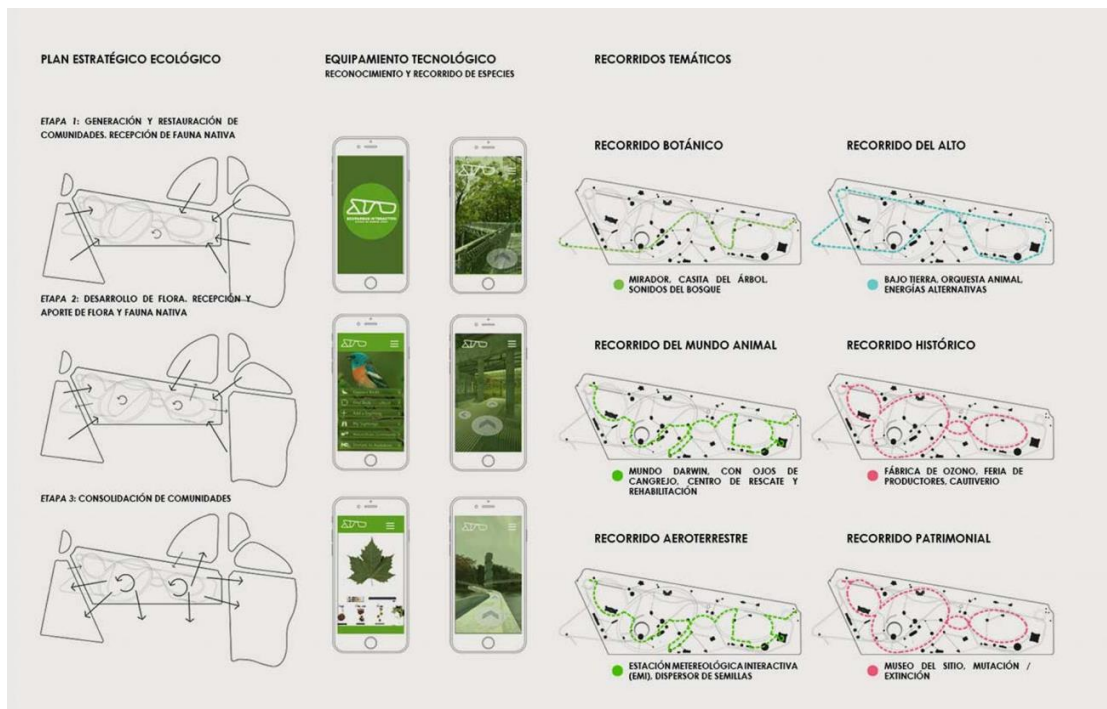 PLAN ESTRATÉGICO ECOLÓGICO
ETAPA 1: GENERACIÓN Y RESTAURACIÓN DE
COMUNIDADES. RECEPCIÓN DE FAUNA NATIVA
ETAPA 2: DESARROLLO DE FLORA. RECEPCIÓN Y
APORTE DE FLORA Y FAUNA NATIVA
ETAPA 3: CONSOLIDACIÓN DE COMUNIDADES
EQUIPAMIENTO TECNOLÓGICO
RECONOCIMIENTO Y RECORRIDO DE ESPECIES
RECORRIDOS TEMÁTICOS
RECORRIDO BOTÁNICO
MIRADOR, CASITA DEL ÁRBOL,
SONIDOS DEL BOSQUE
RECORRIDO DEL ALTO
BAJO TIERRA, ORQUESTA ANIMAL,
ENERGÍAS ALTERNATIVAS
RECORRIDO DEL MUNDO ANIMAL
MUNDO DARWIN, CON OJOS DE
CANGREJO, CENTRO DE RESCATE Y
REHABILITACIÓN
RECORRIDO HISTÓRICO
FÁBRICA DE OZONO, FERIA DE
PRODUCTORES, CAUTIVERIO
RECORRIDO AEROTERRESTRE
ESTACIÓN METEREOLÓGICA INTERACTIVA
(EMI), DISPERSOR DE SEMILLAS
RECORRIDO PATRIMONIAL
MUSEO DEL SITIO, MUTACIÓN /
EXTINCIÓN